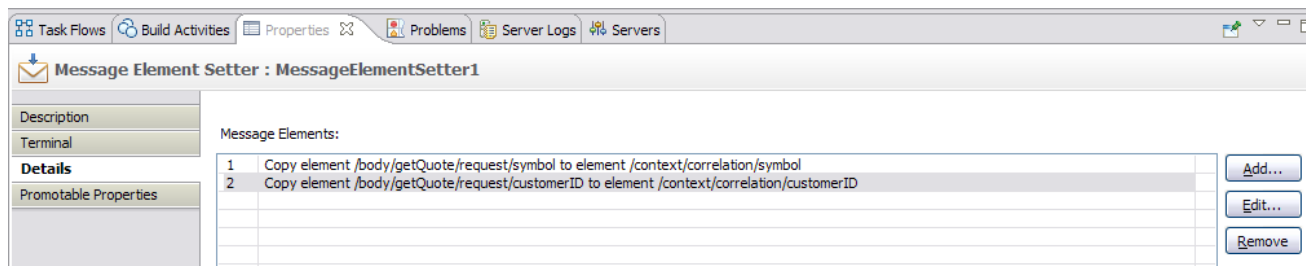 Task Flows Build Activities Properties Problems Server Logs Servers
Message Element Setter : MessageElementSetter1
Description
Terminal
Details
Promotable Properties
Message Elements:
1 Copy element /body/getQuote/request/symbol to element /context/correlation/symbol
2 Copy element /body/getQuote/request/customerID to element /context/correlation/customerID
Add...
Edit...
Remove